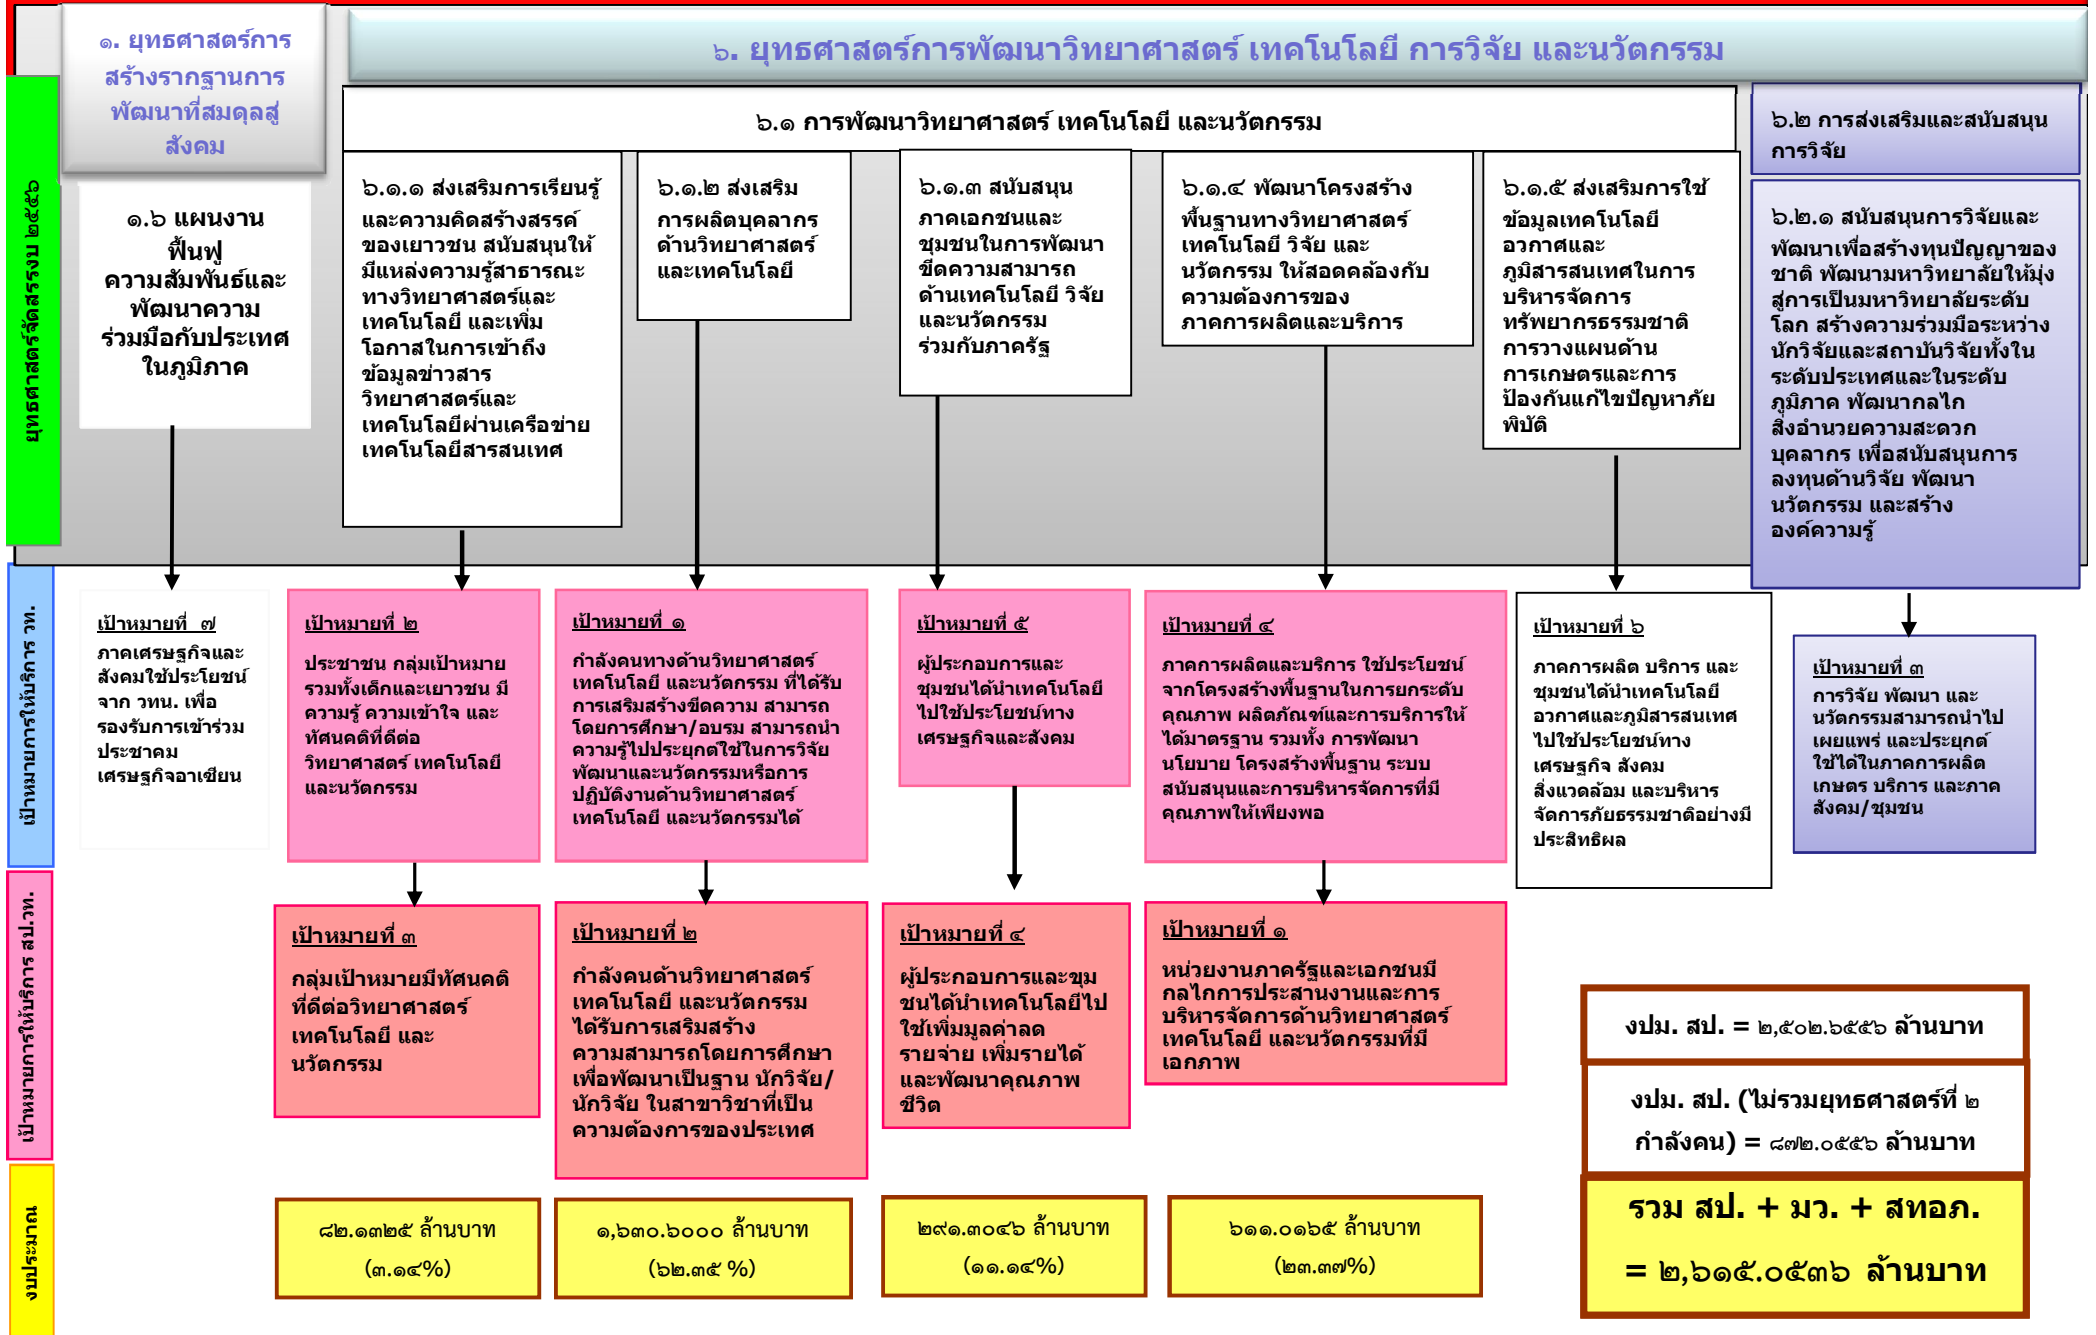 ๑. ยุทธศาสตร์การ
สร้างรากฐานการ
พัฒนาที่สมดุลสู่
สังคม
๖. ยุทธศาสตร์การพัฒนาวิทยาศาสตร์ เทคโนโลยี การวิจัย และนวัตกรรม
๖.๑ การพัฒนาวิทยาศาสตร์ เทคโนโลยี และนวัตกรรม
๖.๒ การส่งเสริมและสนับสนุน
การวิจัย
ยุทธศาสตร์จัดสรรงบ ๒๕๕๖
๑.๖ แผนงาน
ฟื้นฟู
ความสัมพันธ์และ
พัฒนาความ
ร่วมมือกับประเทศ
ในภูมิภาค
๖.๑.๑ ส่งเสริมการเรียนรู้
และความคิดสร้างสรรค์
ของเยาวชน สนับสนุนให้
มีแหล่งความรู้สาธารณะ
ทางวิทยาศาสตร์และ
เทคโนโลยี และเพิ่ม
โอกาสในการเข้าถึง
ข้อมูลข่าวสาร
วิทยาศาสตร์และ
เทคโนโลยีผ่านเครือข่าย
เทคโนโลยีสารสนเทศ
๖.๑.๒ ส่งเสริม
การผลิตบุคลากร
ด้านวิทยาศาสตร์
และเทคโนโลยี
๖.๑.๓ สนับสนุน
ภาคเอกชนและ
ชุมชนในการพัฒนา
ขีดความสามารถ
ด้านเทคโนโลยี วิจัย
และนวัตกรรม
ร่วมกับภาครัฐ
๖.๑.๔ พัฒนาโครงสร้าง
พื้นฐานทางวิทยาศาสตร์
เทคโนโลยี วิจัย และ
นวัตกรรม ให้สอดคล้องกับ
ความต้องการของ
ภาคการผลิตและบริการ
๖.๑.๕ ส่งเสริมการใช้
ข้อมูลเทคโนโลยี
อวกาศและ
ภูมิสารสนเทศในการ
บริหารจัดการ
ทรัพยากรธรรมชาติ
การวางแผนด้าน
การเกษตรและการ
ป้องกันแก้ไขปัญหาภัย
พิบัติ
๖.๒.๑ สนับสนุนการวิจัยและ
พัฒนาเพื่อสร้างทุนปัญญาของ
ชาติ พัฒนามหาวิทยาลัยให้มุ่ง
สู่การเป็นมหาวิทยาลัยระดับ
โลก สร้างความร่วมมือระหว่าง
นักวิจัยและสถาบันวิจัยทั้งใน
ระดับประเทศและในระดับ
ภูมิภาค พัฒนากลไก
สิ่งอำนวยความสะดวก
บุคลากร เพื่อสนับสนุนการ
ลงทุนด้านวิจัย พัฒนา
นวัตกรรม และสร้าง
องค์ความรู้
เป้าหมายการให้บริการ วท.
เป้าหมายที่ ๗
ภาคเศรษฐกิจและ
สังคมใช้ประโยชน์
จาก วทน. เพื่อ
รองรับการเข้าร่วม
ประชาคม
เศรษฐกิจอาเซียน
เป้าหมายที่ ๒
ประชาชน กลุ่มเป้าหมาย
รวมทั้งเด็กและเยาวชน มี
ความรู้ ความเข้าใจ และ
ทัศนคติที่ดีต่อ
วิทยาศาสตร์ เทคโนโลยี
และนวัตกรรม
เป้าหมายที่ ๑
กำลังคนทางด้านวิทยาศาสตร์
เทคโนโลยี และนวัตกรรม ที่ได้รับ
การเสริมสร้างขีดความ สามารถ
โดยการศึกษา/อบรม สามารถนำ
ความรู้ไปประยุกต์ใช้ในการวิจัย
พัฒนาและนวัตกรรมหรือการ
ปฏิบัติงานด้านวิทยาศาสตร์
เทคโนโลยี และนวัตกรรมได้
เป้าหมายที่ ๕
ผู้ประกอบการและ
ชุมชนได้นำเทคโนโลยี
ไปใช้ประโยชน์ทาง
เศรษฐกิจและสังคม
เป้าหมายที่ ๔
ภาคการผลิตและบริการ ใช้ประโยชน์
จากโครงสร้างพื้นฐานในการยกระดับ
คุณภาพ ผลิตภัณฑ์และการบริการให้
ได้มาตรฐาน รวมทั้ง การพัฒนา
นโยบาย โครงสร้างพื้นฐาน ระบบ
สนับสนุนและการบริหารจัดการที่มี
คุณภาพให้เพียงพอ
เป้าหมายที่ ๖
ภาคการผลิต บริการ และ
ชุมชนได้นำเทคโนโลยี
อวกาศและภูมิสารสนเทศ
ไปใช้ประโยชน์ทาง
เศรษฐกิจ สังคม
สิ่งแวดล้อม และบริหาร
จัดการภัยธรรมชาติอย่างมี
ประสิทธิผล
เป้าหมายที่ ๓
การวิจัย พัฒนา และ
นวัตกรรมสามารถนำไป
เผยแพร่ และประยุกต์
ใช้ได้ในภาคการผลิต
เกษตร บริการ และภาค
สังคม/ชุมชน
เป้าหมายการให้บริการ สป.วท.
เป้าหมายที่ ๓
กลุ่มเป้าหมายมีทัศนคติ
ที่ดีต่อวิทยาศาสตร์
เทคโนโลยี และ
นวัตกรรม
เป้าหมายที่ ๒
กำลังคนด้านวิทยาศาสตร์
เทคโนโลยี และนวัตกรรม
ได้รับการเสริมสร้าง
ความสามารถโดยการศึกษา
เพื่อพัฒนาเป็นฐาน นักวิจัย/
นักวิจัย ในสาขาวิชาที่เป็น
ความต้องการของประเทศ
เป้าหมายที่ ๔
ผู้ประกอบการและขุม
ชนได้นำเทคโนโลยีไป
ใช้เพิ่มมูลค่าลด
รายจ่าย เพิ่มรายได้
และพัฒนาคุณภาพ
ชีวิต
เป้าหมายที่ ๑
หน่วยงานภาครัฐและเอกชนมี
กลไกการประสานงานและการ
บริหารจัดการด้านวิทยาศาสตร์
เทคโนโลยี และนวัตกรรมที่มี
เอกภาพ
งปม. สป. = ๒,๕๐๒.๖๕๕๖ ล้านบาท
งปม. สป. (ไม่รวมยุทธศาสตร์ที่ ๒
กำลังคน) = ๘๗๒.๐๕๕๖ ล้านบาท
รวม สป. + มว. + สทอภ.
= ๒,๖๑๕.๐๕๓๖ ล้านบาท
งบประมาณ
๘๒.๑๓๒๕ ล้านบาท
(๓.๑๔%)
๑,๖๓๐.๖๐๐๐ ล้านบาท
(๖๒.๓๕ %)
๒๙๑.๓๐๔๖ ล้านบาท
(๑๑.๑๔%)
๖๑๑.๐๑๖๕ ล้านบาท
(๒๓.๓๗%)